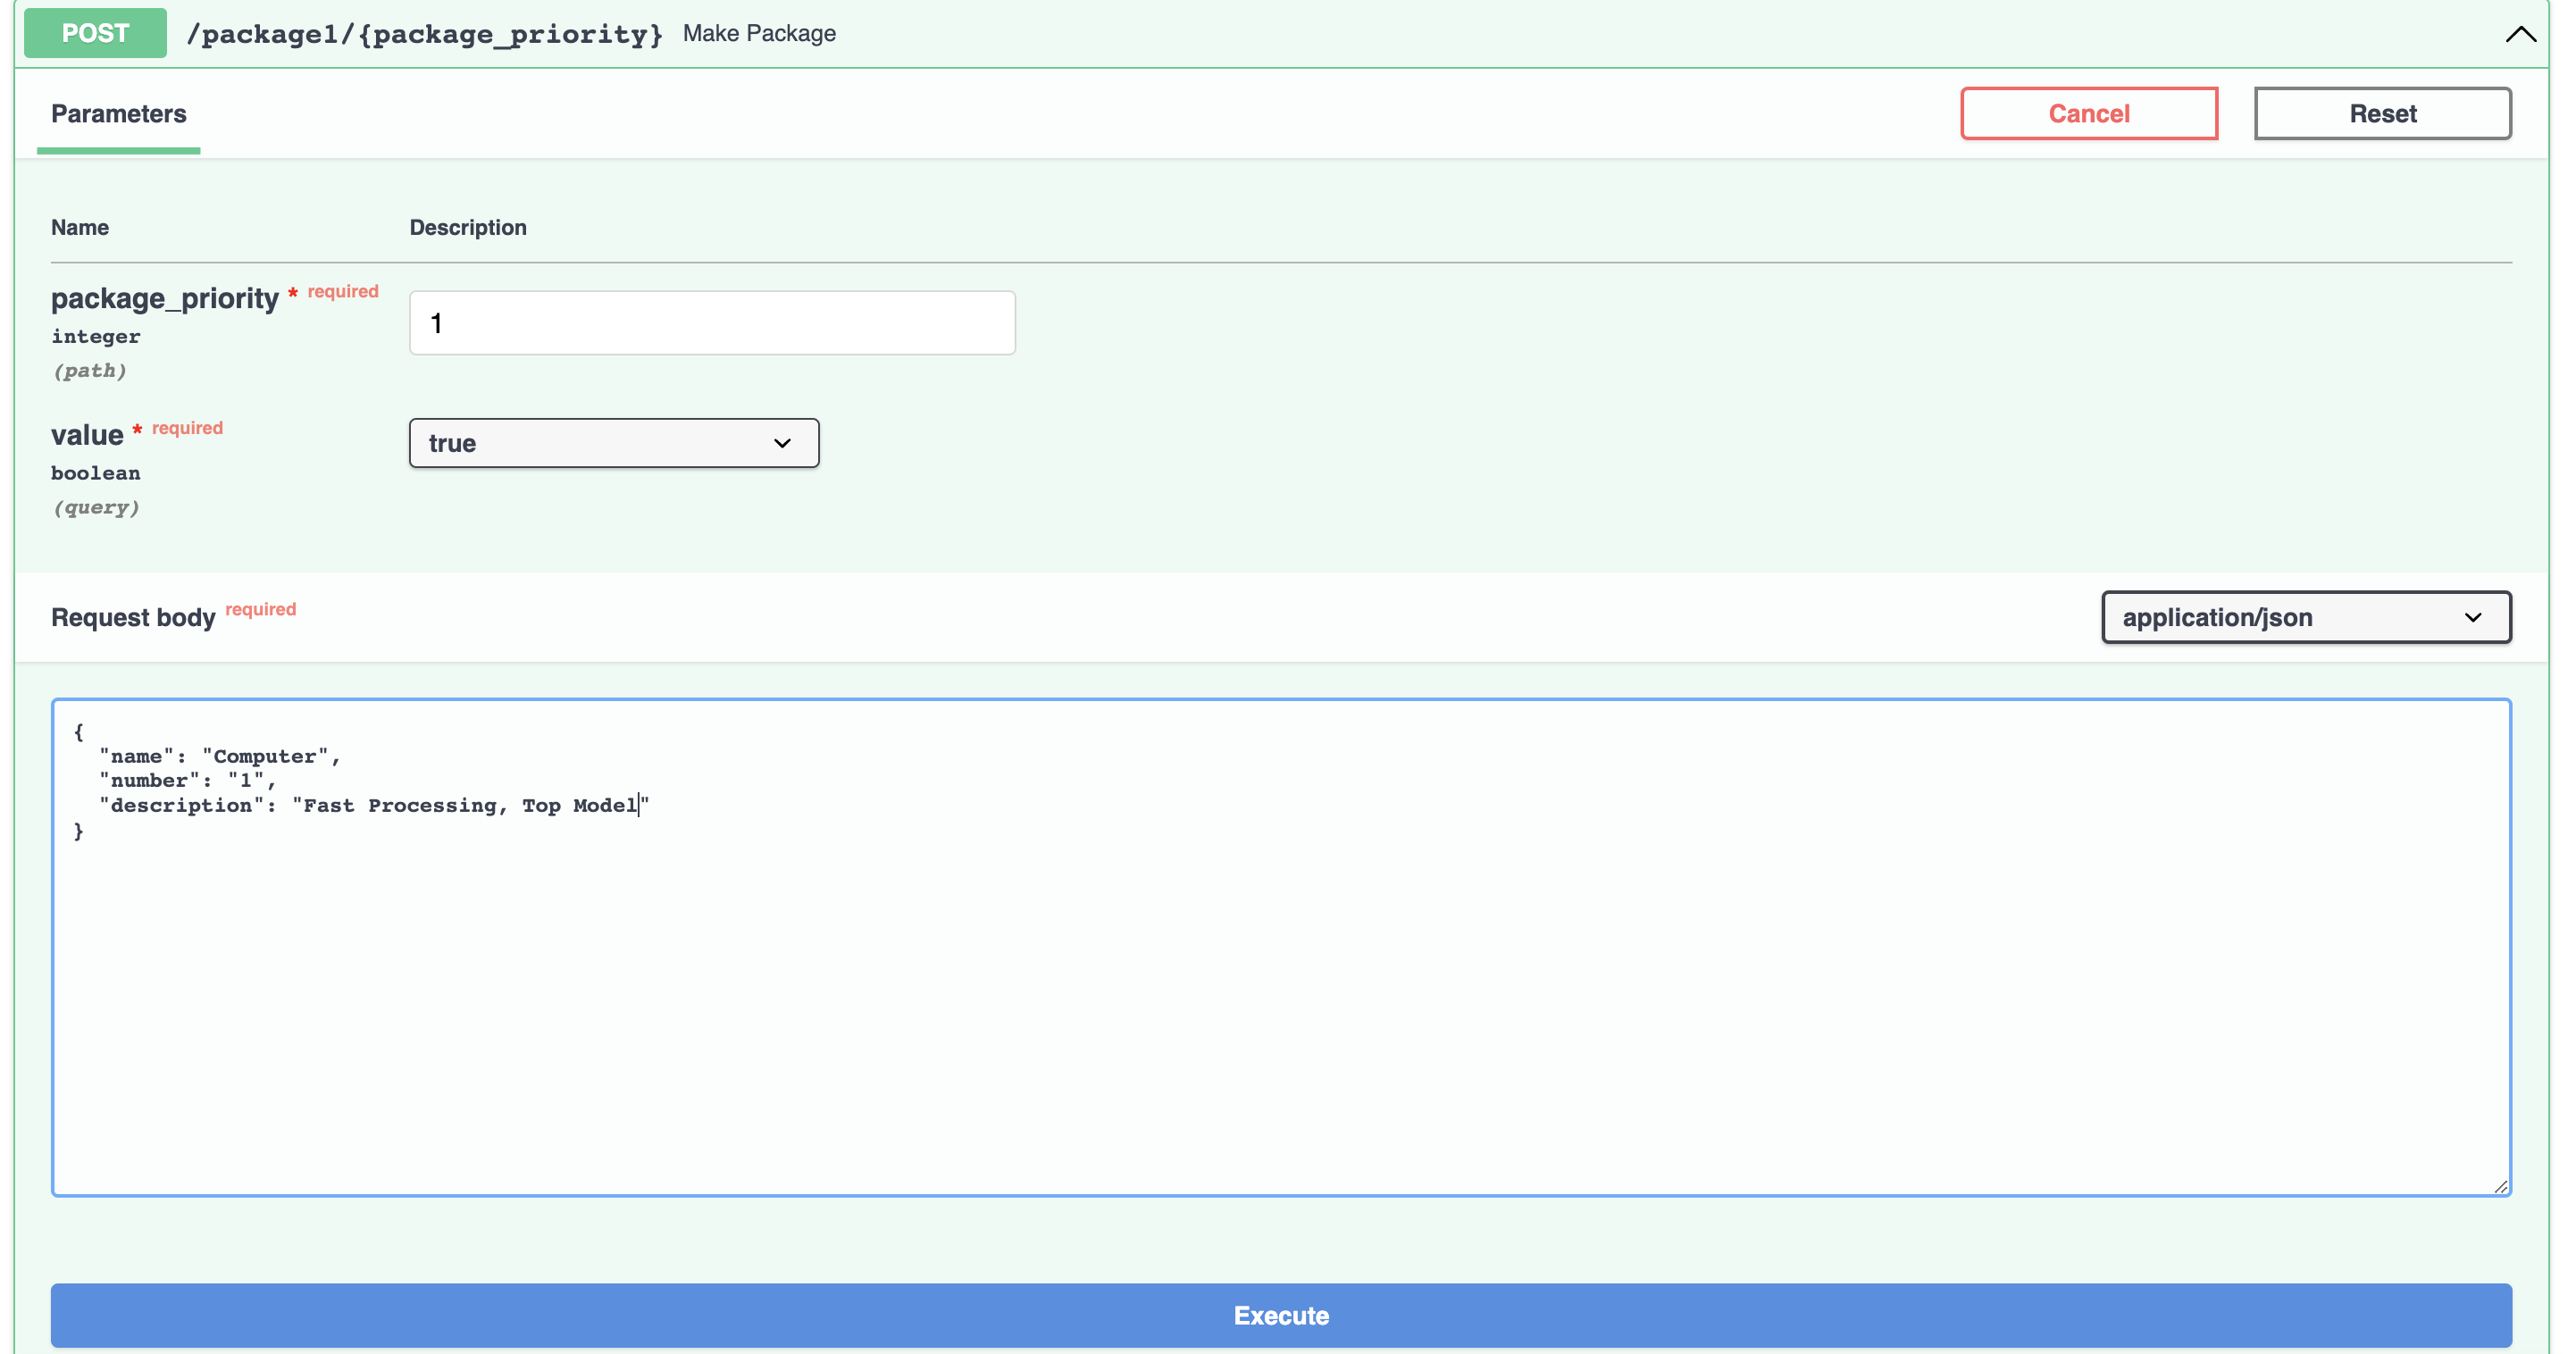 POST /package1/{package_priority} Make Package
Parameters
Cancel
Reset
Name Description
package_priority * required
integer
(path)
1
value * required
boolean
(query)
true
Request body required
application/json
{
  "name": "Computer",
  "number": "1",
  "description": "Fast Processing, Top Model"
}
Execute